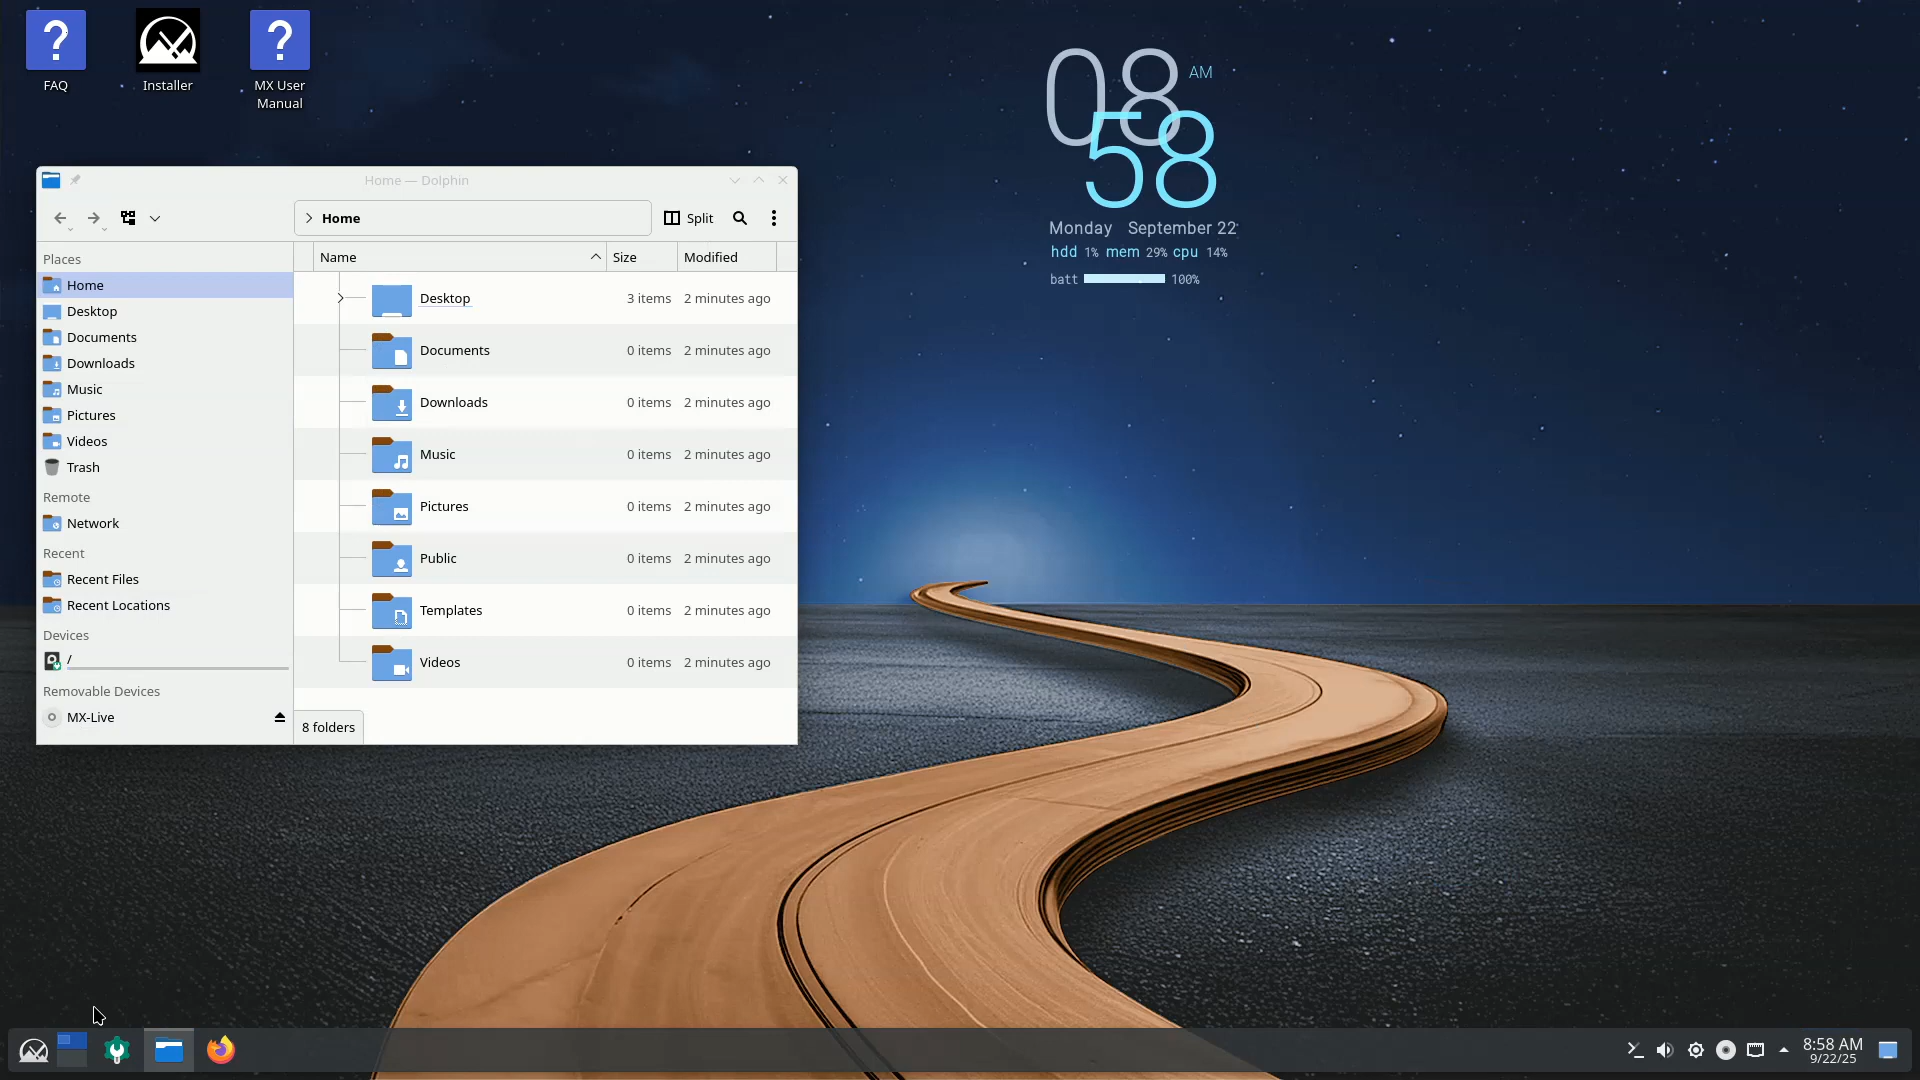 FAQ
Installer
MX User
Manual
08 AM
58
Monday September 22
hdd 1% mem 29% cpu 14%
batt 100%
Home — Dolphin
Home
Split
Places
Home
Desktop
Documents
Downloads
Music
Pictures
Videos
Trash
Remote
Network
Recent
Recent Files
Recent Locations
Devices
/
Removable Devices
MX-Live
Name Size Modified
Desktop 3 items 2 minutes ago
Documents 0 items 2 minutes ago
Downloads 0 items 2 minutes ago
Music 0 items 2 minutes ago
Pictures 0 items 2 minutes ago
Public 0 items 2 minutes ago
Templates 0 items 2 minutes ago
Videos 0 items 2 minutes ago
8 folders
8:58 AM
9/22/25